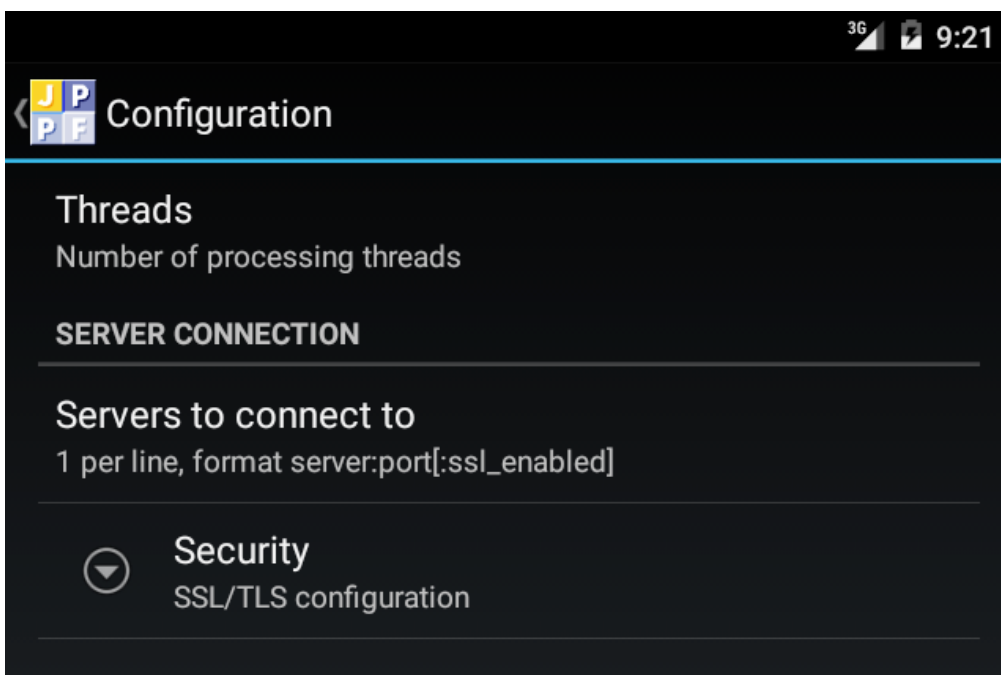 3G 9:21
J P
P F
Configuration
Threads
Number of processing threads
SERVER CONNECTION
Servers to connect to
1 per line, format server:port[:ssl_enabled]
Security
SSL/TLS configuration